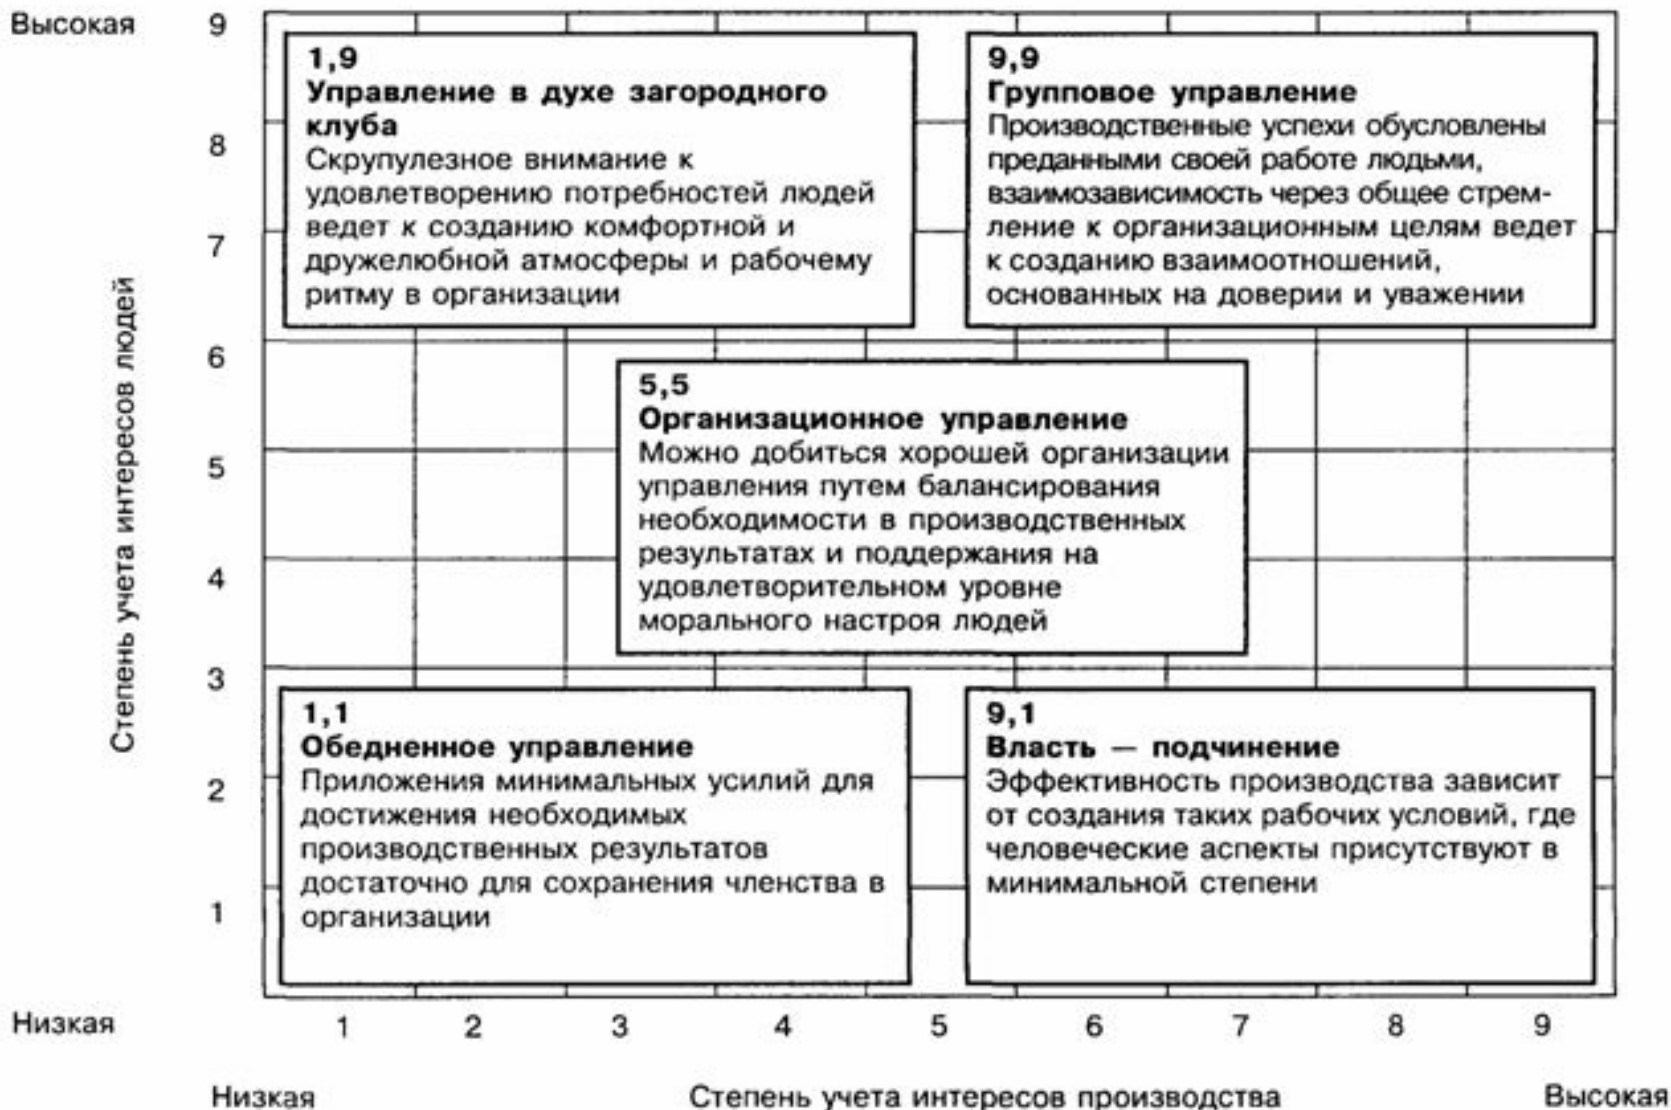 Высокая
9
8
7
6
5
4
3
2
1
Низкая
Степень учета интересов людей
1,9
Управление в духе загородного
клуба
Скрупулезное внимание к
удовлетворению потребностей людей
ведет к созданию комфортной и
дружелюбной атмосферы и рабочему
ритму в организации
9,9
Групповое управление
Производственные успехи обусловлены
преданными своей работе людьми,
взаимозависимость через общее стрем-
ление к организационным целям ведет
к созданию взаимоотношений,
основанных на доверии и уважении
5,5
Организационное управление
Можно добиться хорошей организации
управления путем балансирования
необходимости в производственных
результатах и поддержания на
удовлетворительном уровне
морального настроя людей
1,1
Обедненное управление
Приложения минимальных усилий для
достижения необходимых
производственных результатов
достаточно для сохранения членства в
организации
9,1
Власть — подчинение
Эффективность производства зависит
от создания таких рабочих условий, где
человеческие аспекты присутствуют в
минимальной степени
1 2 3 4 5 6 7 8 9
Низкая Степень учета интересов производства Высокая